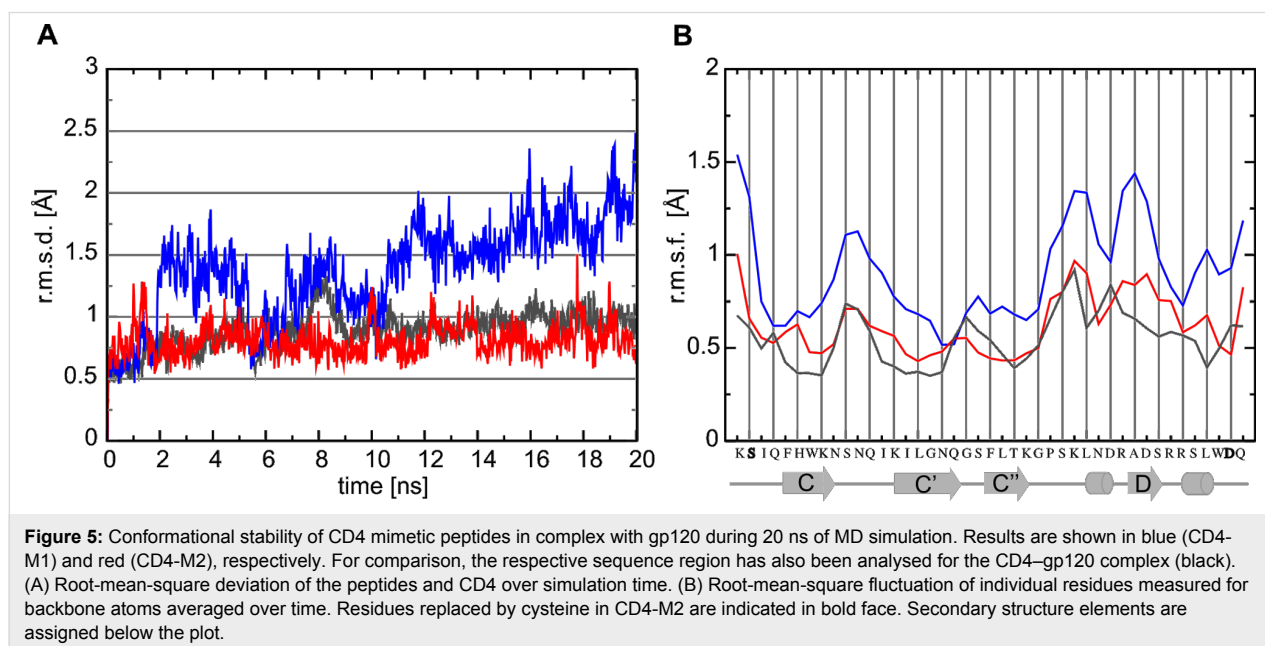 A
B
3
2.5
2
1.5
1
0.5
0
r.m.s.d. [Å]
0 2 4 6 8 10 12 14 16 18 20
time [ns]
2
1.5
1
0.5
0
r.m.s.f. [Å]
KSIQFHWKNSNQIKILGNQGSFLTKGPSKLNDRADSRRSLWDQ
C C' C'' D
Figure 5: Conformational stability of CD4 mimetic peptides in complex with gp120 during 20 ns of MD simulation. Results are shown in blue (CD4-
M1) and red (CD4-M2), respectively. For comparison, the respective sequence region has also been analysed for the CD4–gp120 complex (black).
(A) Root-mean-square deviation of the peptides and CD4 over simulation time. (B) Root-mean-square fluctuation of individual residues measured for
backbone atoms averaged over time. Residues replaced by cysteine in CD4-M2 are indicated in bold face. Secondary structure elements are
assigned below the plot.